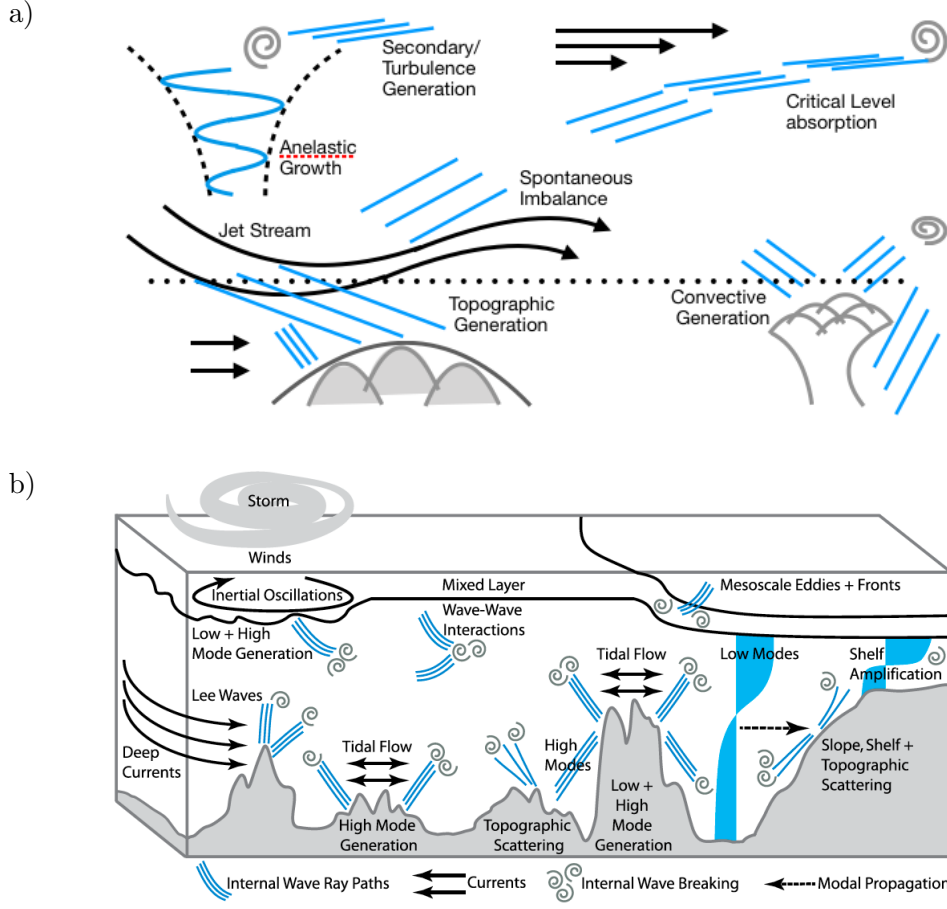 a)
Secondary/
Turbulence
Generation
Critical Level
absorption
Anelastic
Growth
Spontaneous
Imbalance
Jet Stream
Topographic
Generation
Convective
Generation
b)
Storm
Winds
Inertial Oscillations
Mixed Layer
Mesoscale Eddies + Fronts
Low + High
Mode Generation
Wave-Wave
Interactions
Tidal Flow
Low Modes
Shelf
Amplification
Lee Waves
Deep
Currents
Tidal Flow
High
Modes
Slope, Shelf +
Topographic
Scattering
High Mode
Generation
Topographic
Scattering
Low +
High
Mode
Generation
Internal Wave Ray Paths
Currents
Internal Wave Breaking
Modal Propagation